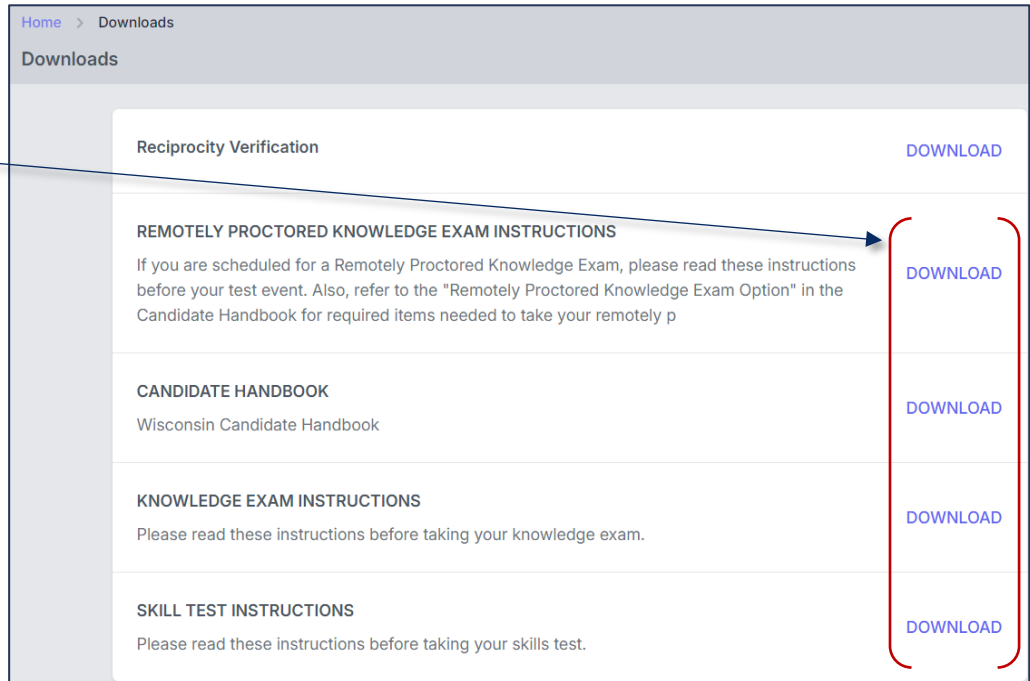 Home > Downloads
Downloads
Reciprocity Verification
DOWNLOAD
REMOTELY PROCTORED KNOWLEDGE EXAM INSTRUCTIONS
If you are scheduled for a Remotely Proctored Knowledge Exam, please read these instructions
before your test event. Also, refer to the "Remotely Proctored Knowledge Exam Option" in the
Candidate Handbook for required items needed to take your remotely p
DOWNLOAD
CANDIDATE HANDBOOK
Wisconsin Candidate Handbook
DOWNLOAD
KNOWLEDGE EXAM INSTRUCTIONS
Please read these instructions before taking your knowledge exam.
DOWNLOAD
SKILL TEST INSTRUCTIONS
Please read these instructions before taking your skills test.
DOWNLOAD